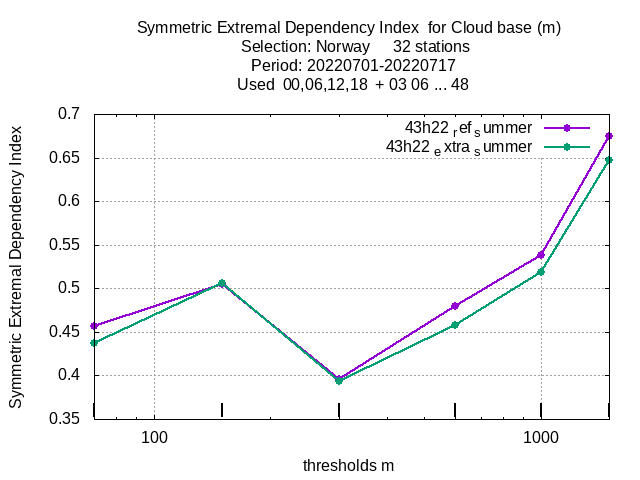 Symmetric Extremal Dependency Index  for Cloud base (m)
Selection: Norway     32 stations
Period: 20220701-20220717
Used  00,06,12,18  + 03 06 ... 48
43h22 ref summer
43h22 extra summer
Symmetric Extremal Dependency Index
0.7
0.65
0.6
0.55
0.5
0.45
0.4
0.35
100
1000
thresholds m